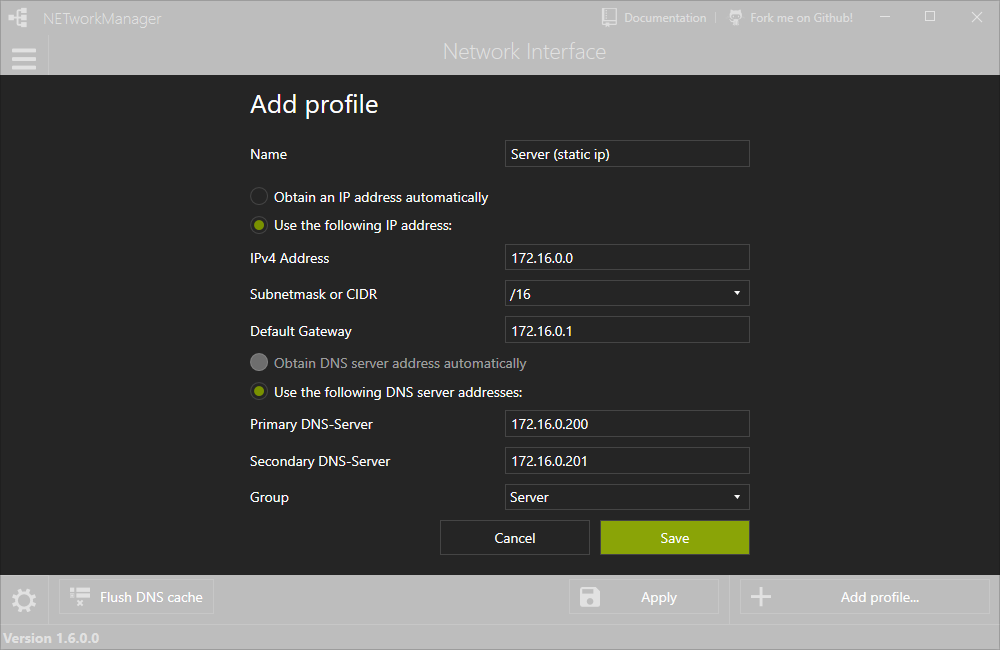 NETworkManager
Documentation
Fork me on Github!
Network Interface
Add profile
Name
Server (static ip)
Obtain an IP address automatically
Use the following IP address:
IPv4 Address
172.16.0.0
Subnetmask or CIDR
/16
Default Gateway
172.16.0.1
Obtain DNS server address automatically
Use the following DNS server addresses:
Primary DNS-Server
172.16.0.200
Secondary DNS-Server
172.16.0.201
Group
Server
Cancel
Save
Flush DNS cache
Apply
Add profile...
Version 1.6.0.0